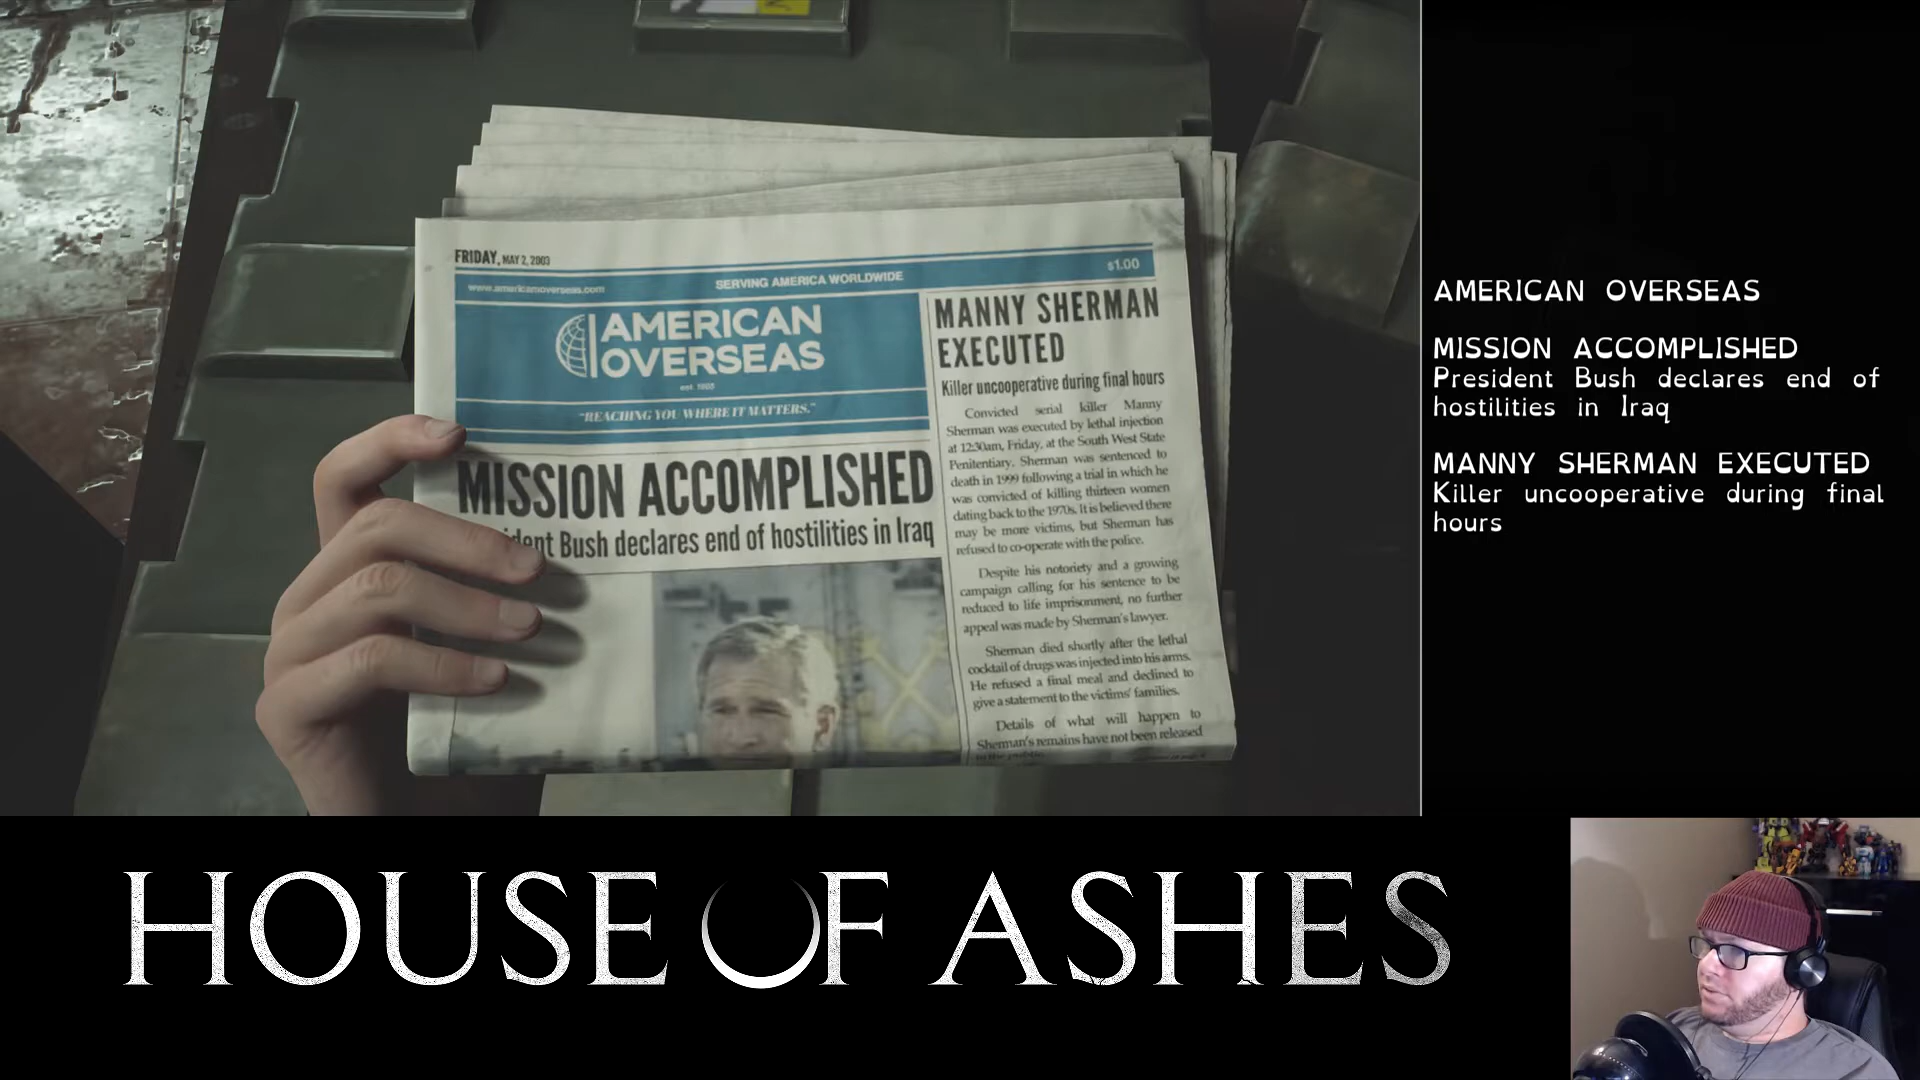 FRIDAY, MAY 2, 2003
www.americanoverseas.com
SERVING AMERICA WORLDWIDE
$1.00
AMERICAN
OVERSEAS
"REACHING YOU WHERE IT MATTERS."
MISSION ACCOMPLISHED
ident Bush declares end of hostilities in Iraq
MANNY SHERMAN
EXECUTED
Killer uncooperative during final hours
Convicted serial killer Manny
Sherman was executed by lethal injection
at 12:30am, Friday, at the South West State
Penitentiary. Sherman was sentenced to
death in 1999 following a trial in which he
was convicted of killing thirteen women
dating back to the 1970s. It is believed there
may be more victims, but Sherman has
refused to co-operate with the police.
Despite his notoriety and a growing
campaign calling for his sentence to be
reduced to life imprisonment, no further
appeal was made by Sherman's lawyer.
Sherman died shortly after the lethal
cocktail of drugs was injected into his arms.
He refused a final meal and declined to
give a statement to the victims' families.
Details of what will happen to
Sherman's remains have not been released
AMERICAN OVERSEAS
MISSION ACCOMPLISHED
President Bush declares end of
hostilities in Iraq
MANNY SHERMAN EXECUTED
Killer uncooperative during final
hours
HOUSE OF ASHES